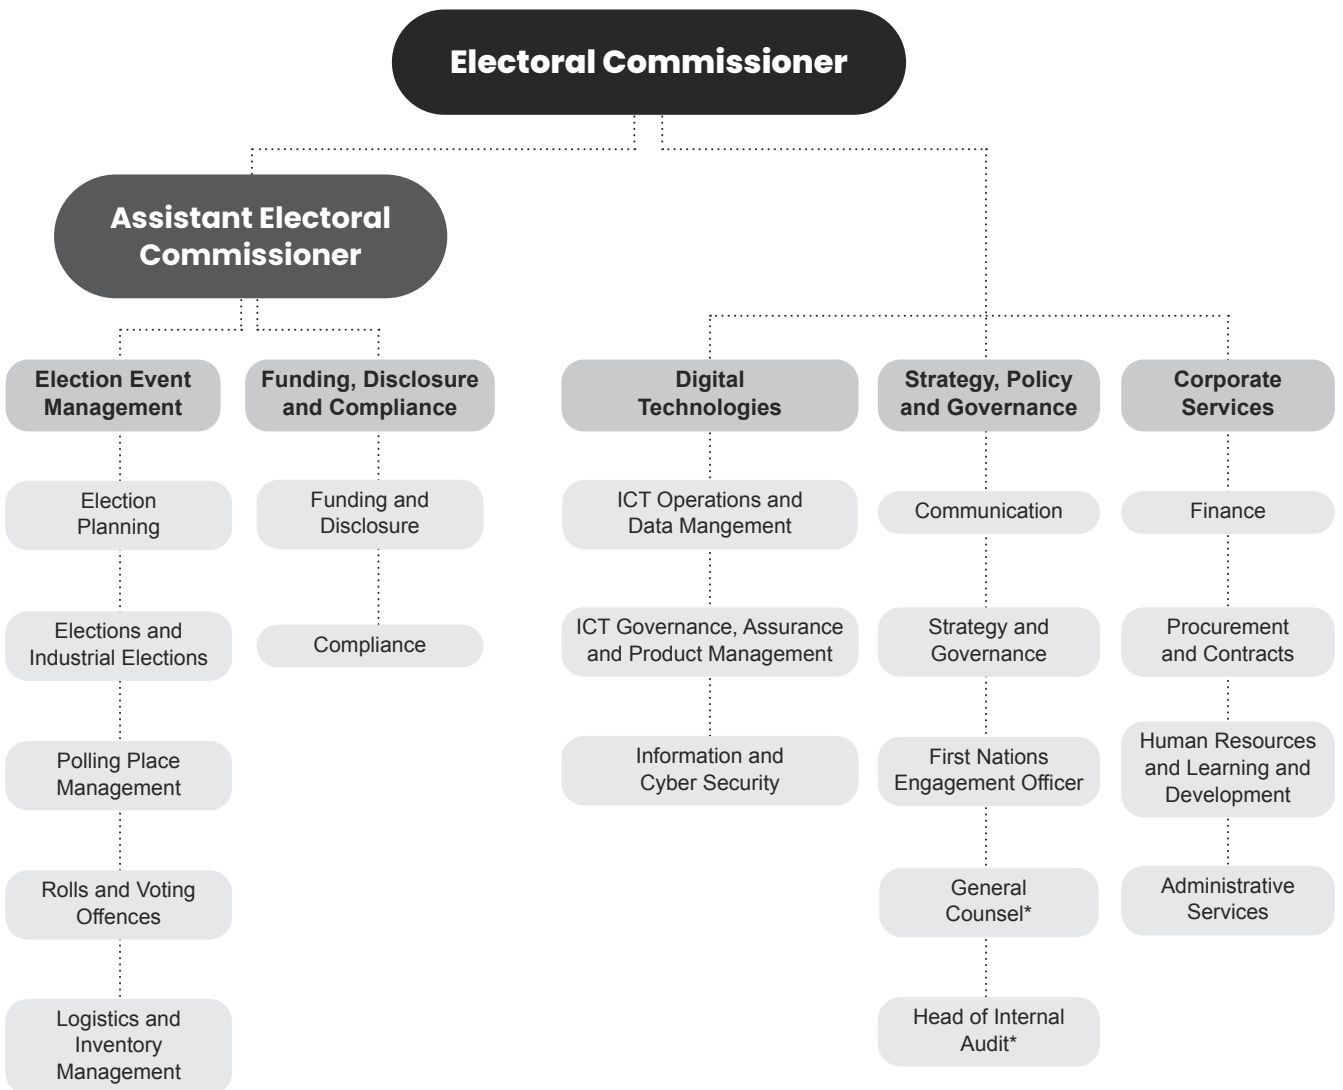 Electoral Commissioner
Assistant Electoral
Commissioner
Election Event
Management
Election
Planning
Elections and
Industrial Elections
Polling Place
Management
Rolls and Voting
Offences
Logistics and
Inventory
Management
Funding, Disclosure
and Compliance
Funding and
Disclosure
Compliance
Digital
Technologies
ICT Operations and
Data Mangement
ICT Governance, Assurance
and Product Management
Information and
Cyber Security
Strategy, Policy
and Governance
Communication
Strategy and
Governance
First Nations
Engagement Officer
General
Counsel*
Head of Internal
Audit*
Corporate
Services
Finance
Procurement
and Contracts
Human Resources
and Learning and
Development
Administrative
Services